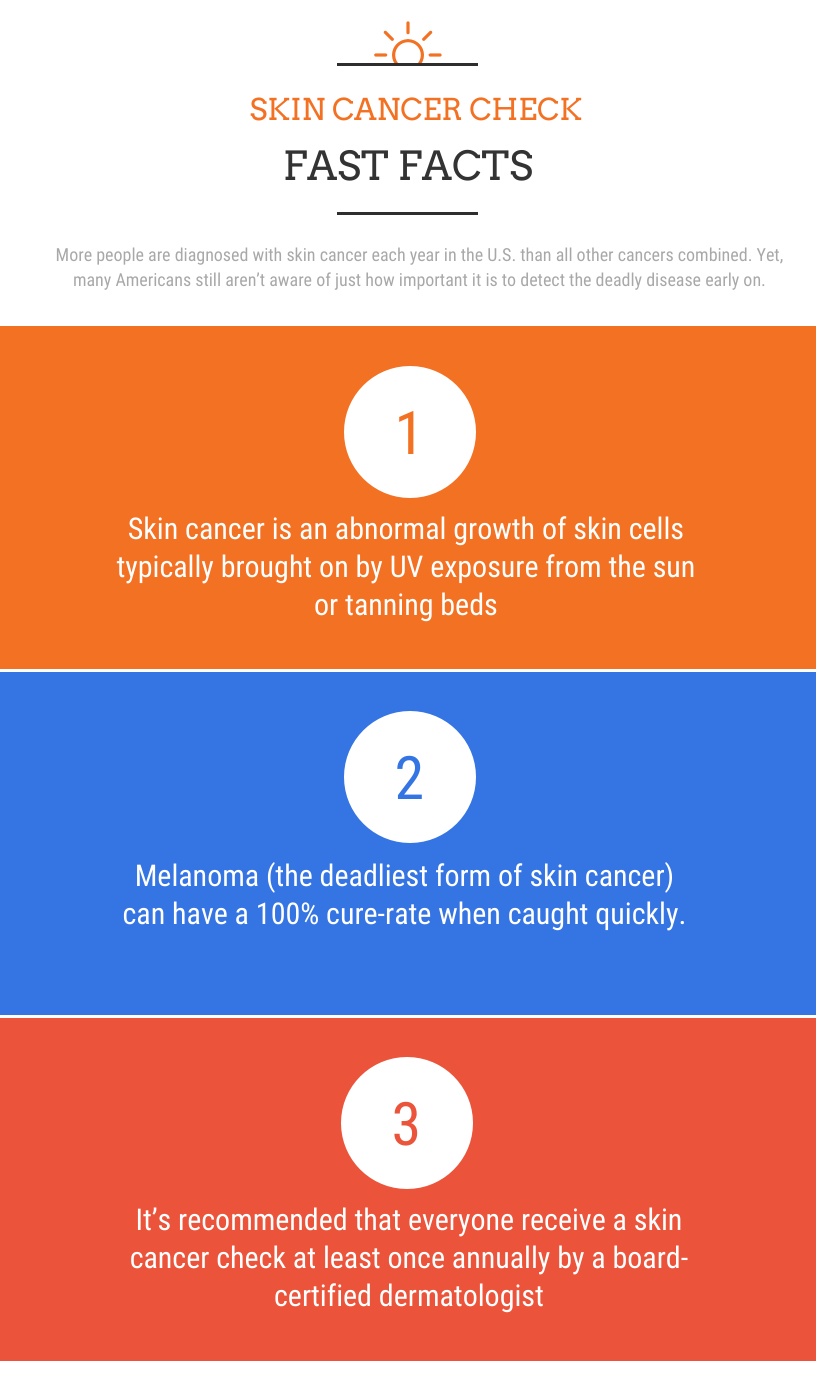 SKIN CANCER CHECK
FAST FACTS
More people are diagnosed with skin cancer each year in the U.S. than all other cancers combined. Yet,
many Americans still aren’t aware of just how important it is to detect the deadly disease early on.
1
Skin cancer is an abnormal growth of skin cells
typically brought on by UV exposure from the sun
or tanning beds
2
Melanoma (the deadliest form of skin cancer)
can have a 100% cure-rate when caught quickly.
3
It’s recommended that everyone receive a skin
cancer check at least once annually by a board-
certified dermatologist